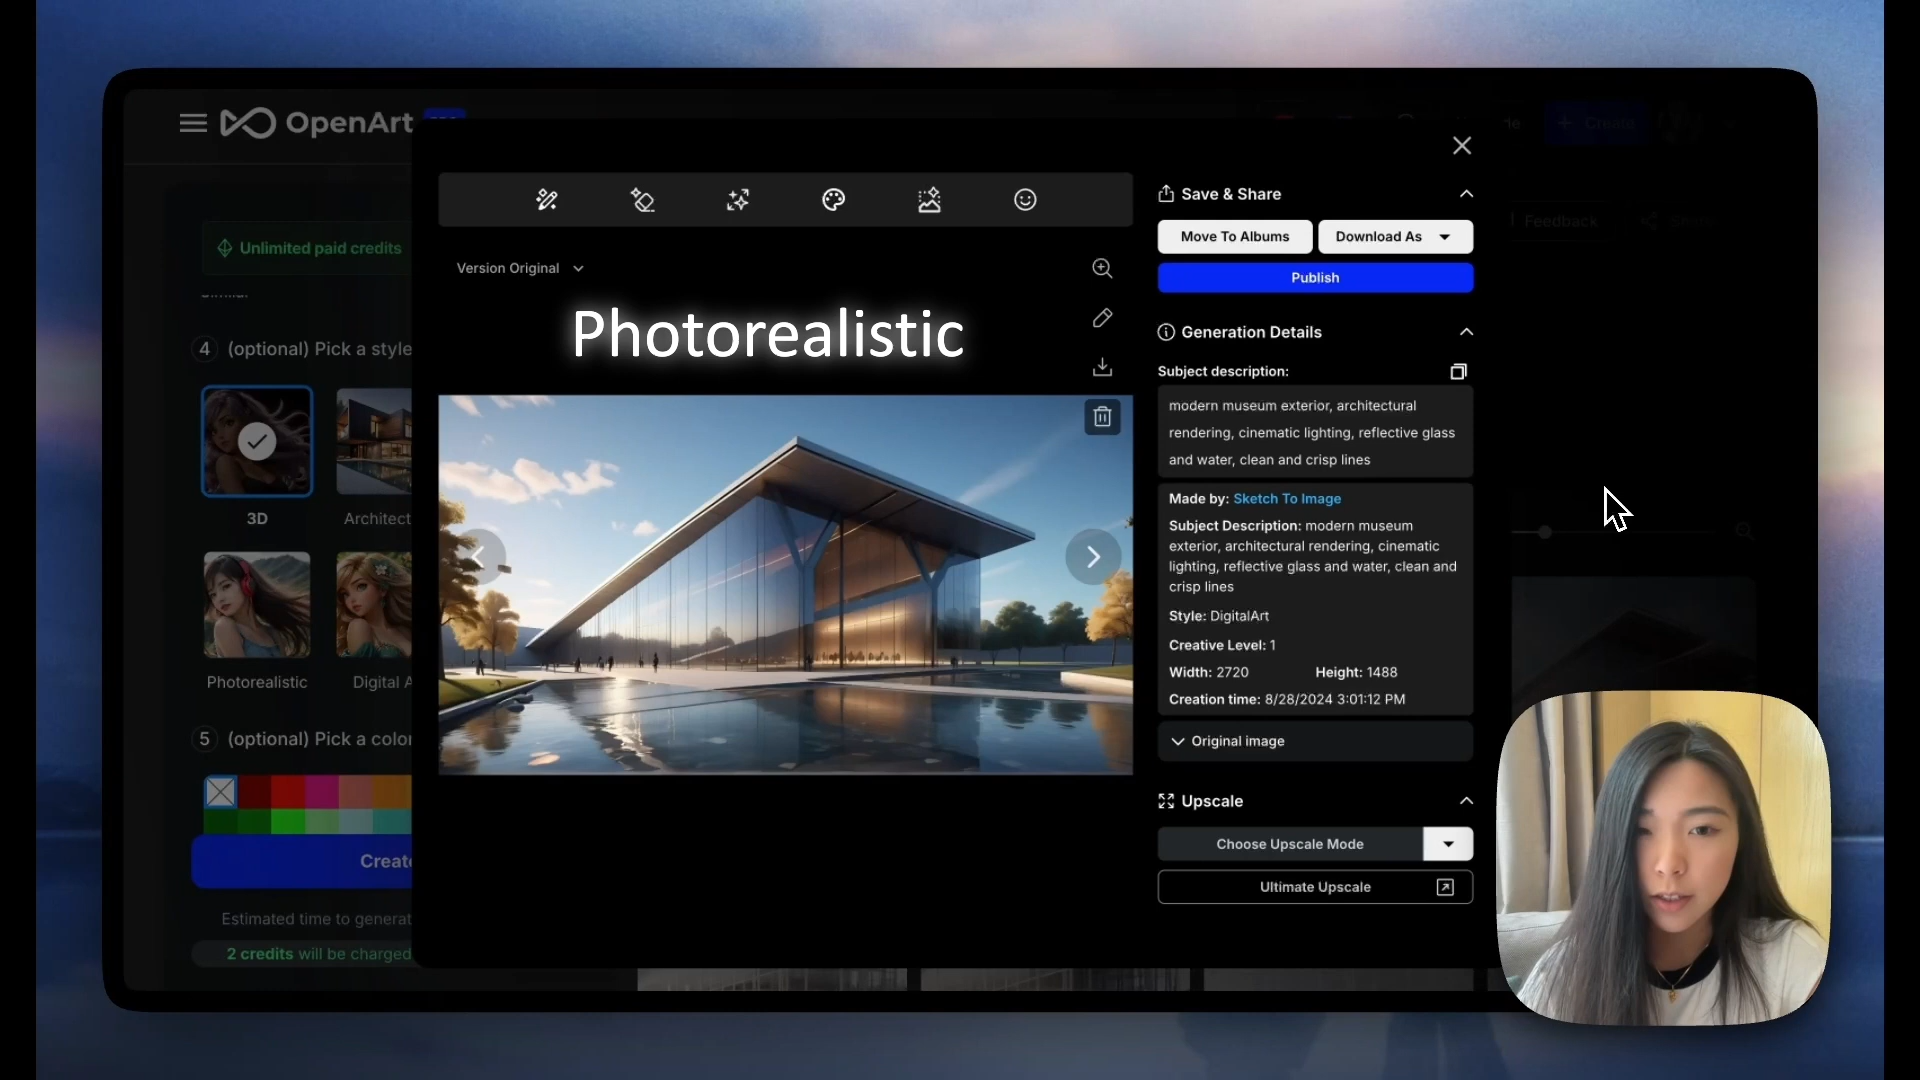 OpenArt
Create
Feedback
Unlimited paid credits
4 (optional) Pick a style
3D
Architect
Photorealistic
Digital A
5 (optional) Pick a color
Create
Estimated time to generat
2 credits will be charged
Version Original
Photorealistic
Save & Share
Move To Albums
Download As
Publish
Generation Details
Subject description:
modern museum exterior, architectural
rendering, cinematic lighting, reflective glass
and water, clean and crisp lines
Made by: Sketch To Image
Subject Description: modern museum
exterior, architectural rendering, cinematic
lighting, reflective glass and water, clean and
crisp lines
Style: DigitalArt
Creative Level: 1
Width: 2720 Height: 1488
Creation time: 8/28/2024 3:01:12 PM
Original image
Upscale
Choose Upscale Mode
Ultimate Upscale